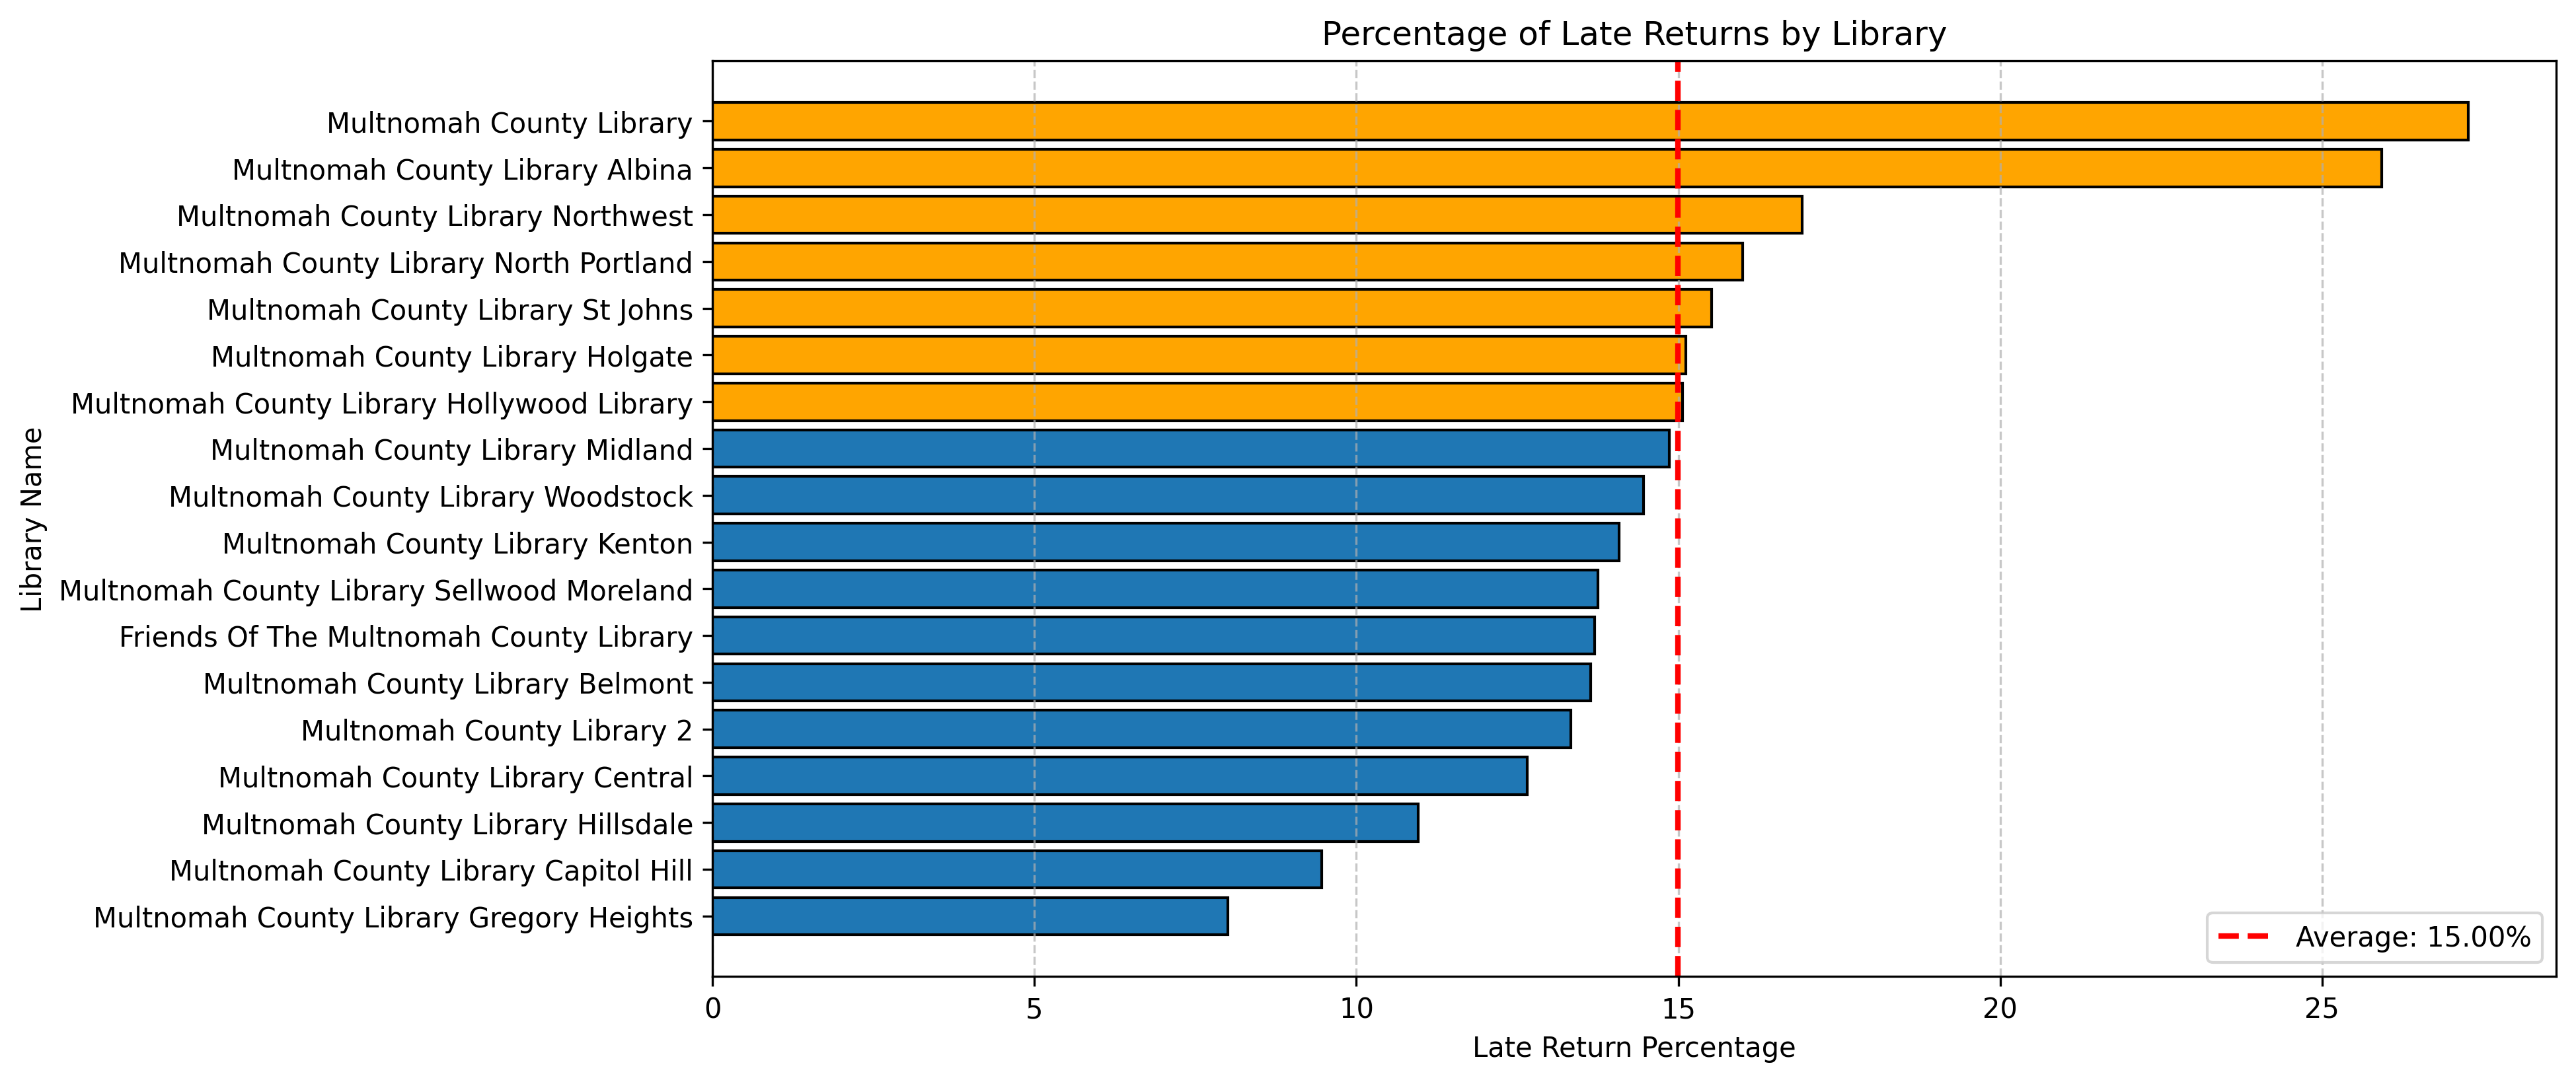 Percentage of Late Returns by Library
Library Name
Multnomah County Library
Multnomah County Library Albina
Multnomah County Library Northwest
Multnomah County Library North Portland
Multnomah County Library St Johns
Multnomah County Library Holgate
Multnomah County Library Hollywood Library
Multnomah County Library Midland
Multnomah County Library Woodstock
Multnomah County Library Kenton
Multnomah County Library Sellwood Moreland
Friends Of The Multnomah County Library
Multnomah County Library Belmont
Multnomah County Library 2
Multnomah County Library Central
Multnomah County Library Hillsdale
Multnomah County Library Capitol Hill
Multnomah County Library Gregory Heights
Average: 15.00%
0 5 10 15 20 25
Late Return Percentage